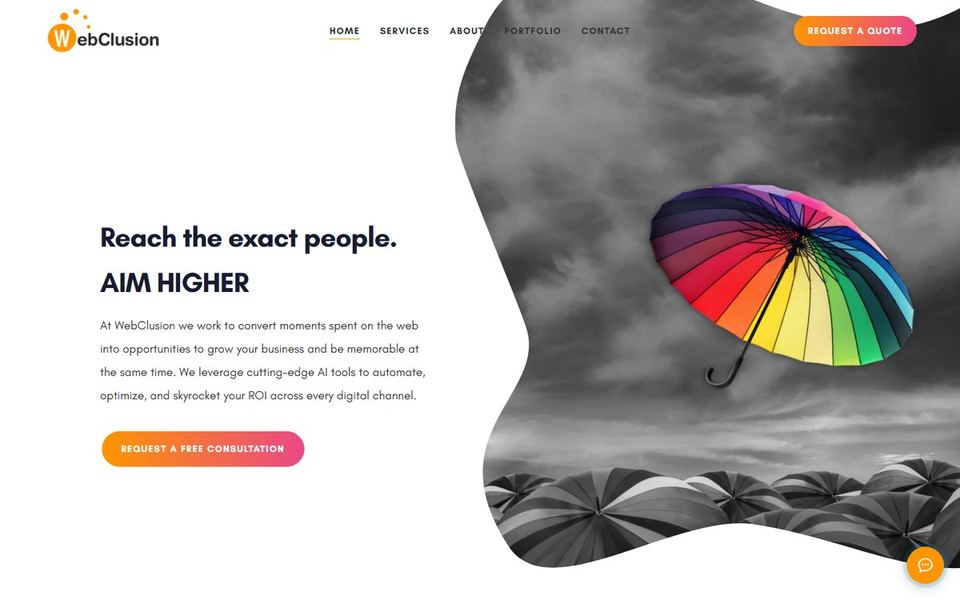 WebClusion
HOME SERVICES ABOUT PORTFOLIO CONTACT
REQUEST A QUOTE
Reach the exact people.
AIM HIGHER
At WebClusion we work to convert moments spent on the web
into opportunities to grow your business and be memorable at
the same time. We leverage cutting-edge AI tools to automate,
optimize, and skyrocket your ROI across every digital channel.
REQUEST A FREE CONSULTATION